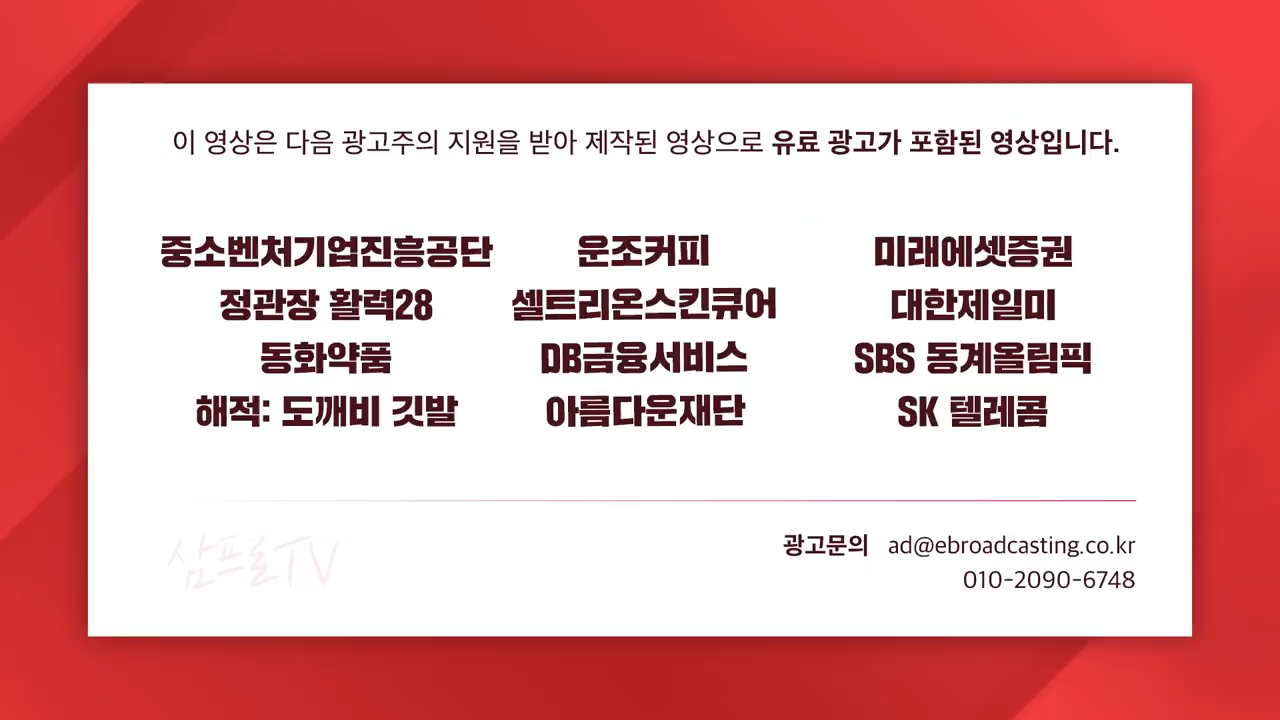 이 영상은 다음 광고주의 지원을 받아 제작된 영상으로 유료 광고가 포함된 영상입니다.
중소벤처기업진흥공단 운조커피 미래에셋증권
정관장 활력28 셀트리온스킨큐어 대한제일미
동화약품 DB금융서비스 SBS 동계올림픽
해적: 도깨비 깃발 아름다운재단 SK 텔레콤
삼프로TV
광고문의 ad@ebroadcasting.co.kr
010-2090-6748